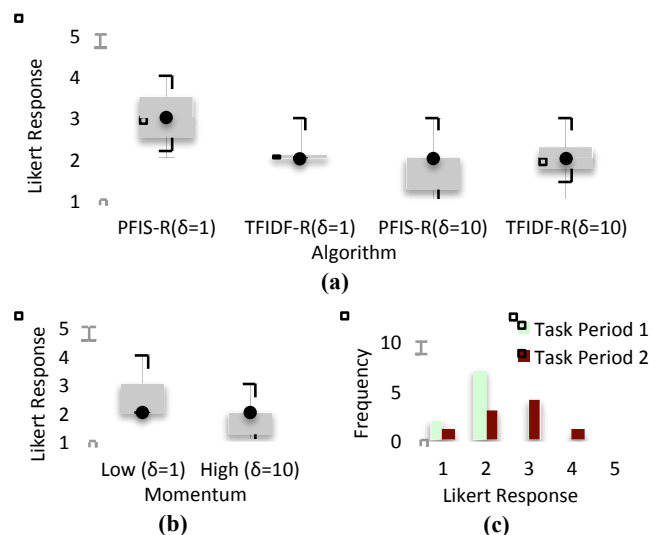 Likert Response
5
4
3
2
1
PFIS-R(δ=1) TFIDF-R(δ=1) PFIS-R(δ=10) TFIDF-R(δ=10)
Algorithm
(a)
Likert Response
5
4
3
2
1
Low (δ=1) High (δ=10)
Momentum
(b)
Frequency
10
5
0
Task Period 1
Task Period 2
1 2 3 4 5
Likert Response
(c)